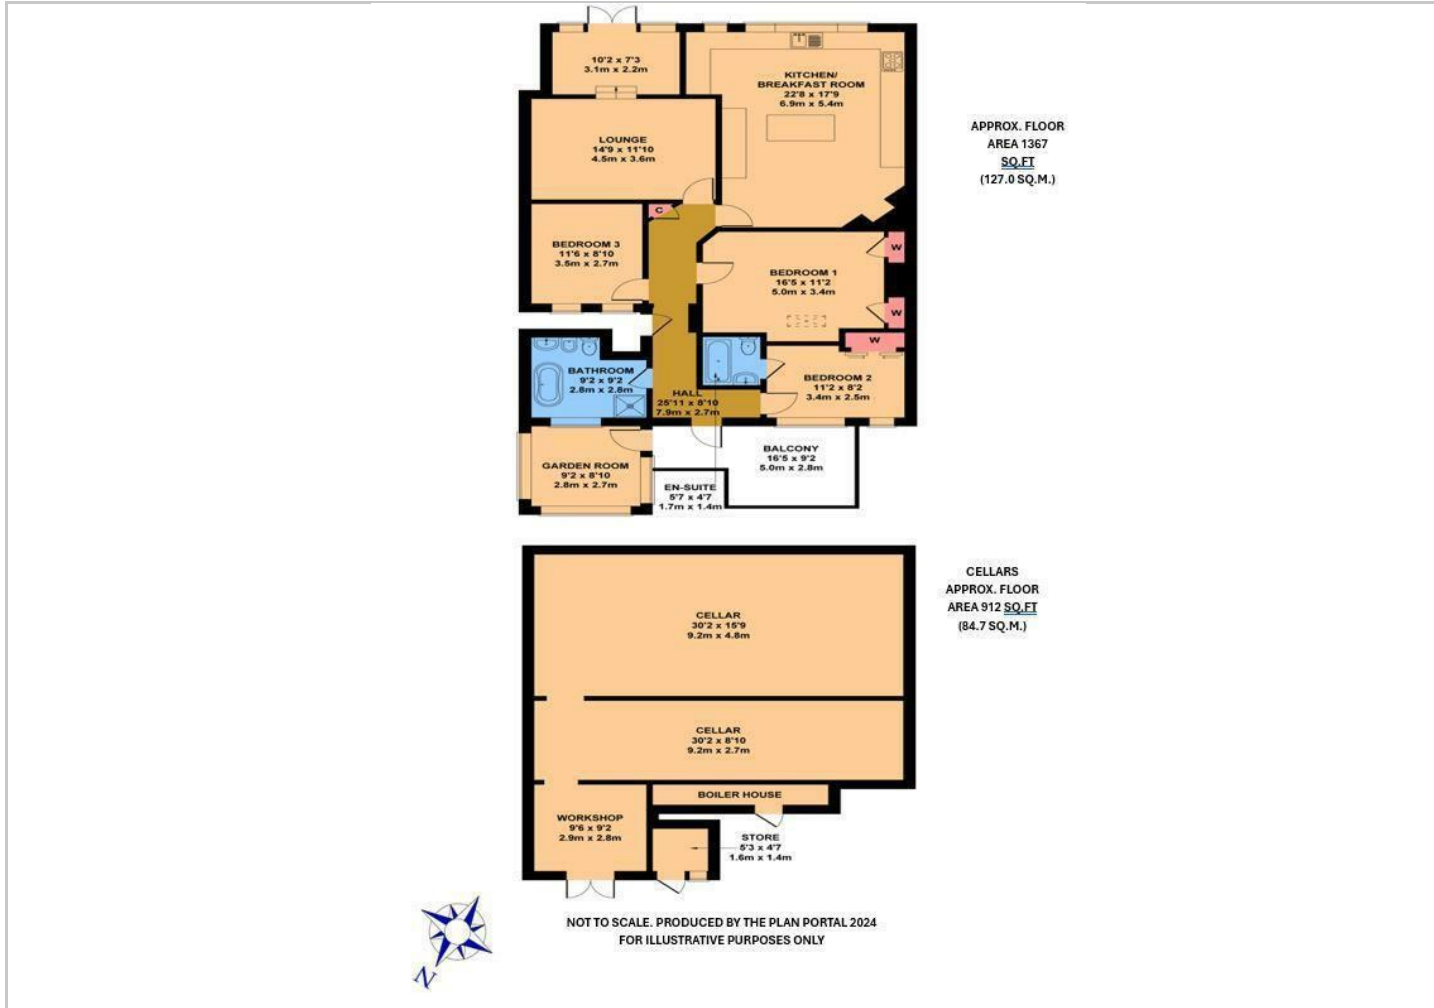 10'2 x 7'3
3.1m x 2.2m
KITCHEN/
BREAKFAST ROOM
22'8 x 17'9
6.9m x 5.4m
LOUNGE
14'9 x 11'10
4.5m x 3.6m
APPROX. FLOOR
AREA 1367
SQ.FT
(127.0 SQ.M.)
C
BEDROOM 3
11'6 x 8'10
3.5m x 2.7m
BEDROOM 1
16'5 x 11'2
5.0m x 3.4m
W
W
W
BATHROOM
9'2 x 9'2
2.8m x 2.8m
BEDROOM 2
11'2 x 8'2
3.4m x 2.5m
HALL
25'11 x 8'10
7.9m x 2.7m
BALCONY
16'5 x 9'2
5.0m x 2.8m
GARDEN ROOM
9'2 x 8'10
2.8m x 2.7m
EN-SUITE
5'7 x 4'7
1.7m x 1.4m
CELLARS
APPROX. FLOOR
AREA 912 SQ.FT
(84.7 SQ.M.)
CELLAR
30'2 x 15'9
9.2m x 4.8m
CELLAR
30'2 x 8'10
9.2m x 2.7m
BOILER HOUSE
WORKSHOP
9'6 x 9'2
2.9m x 2.8m
STORE
5'3 x 4'7
1.6m x 1.4m
N
NOT TO SCALE. PRODUCED BY THE PLAN PORTAL 2024
FOR ILLUSTRATIVE PURPOSES ONLY